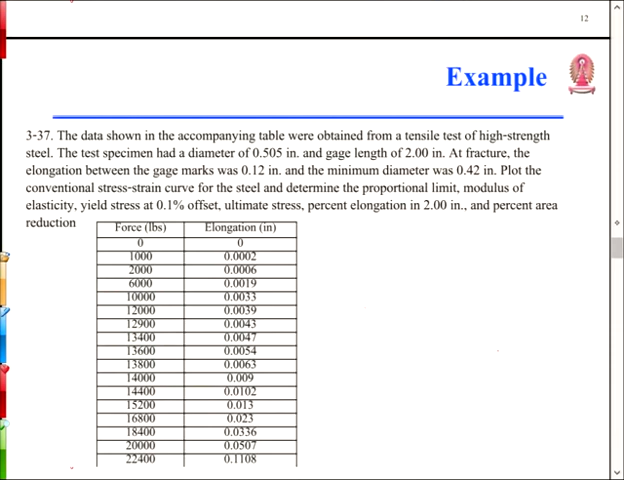 12
Example
3-37. The data shown in the accompanying table were obtained from a tensile test of high-strength
steel. The test specimen had a diameter of 0.505 in. and gage length of 2.00 in. At fracture, the
elongation between the gage marks was 0.12 in. and the minimum diameter was 0.42 in. Plot the
conventional stress-strain curve for the steel and determine the proportional limit, modulus of
elasticity, yield stress at 0.1% offset, ultimate stress, percent elongation in 2.00 in., and percent area
reduction
Force (lbs) Elongation (in)
0 0
1000 0.0002
2000 0.0006
6000 0.0019
10000 0.0033
12000 0.0039
12900 0.0043
13400 0.0047
13600 0.0054
13800 0.0063
14000 0.009
14400 0.0102
15200 0.013
16800 0.023
18400 0.0336
20000 0.0507
22400 0.1108